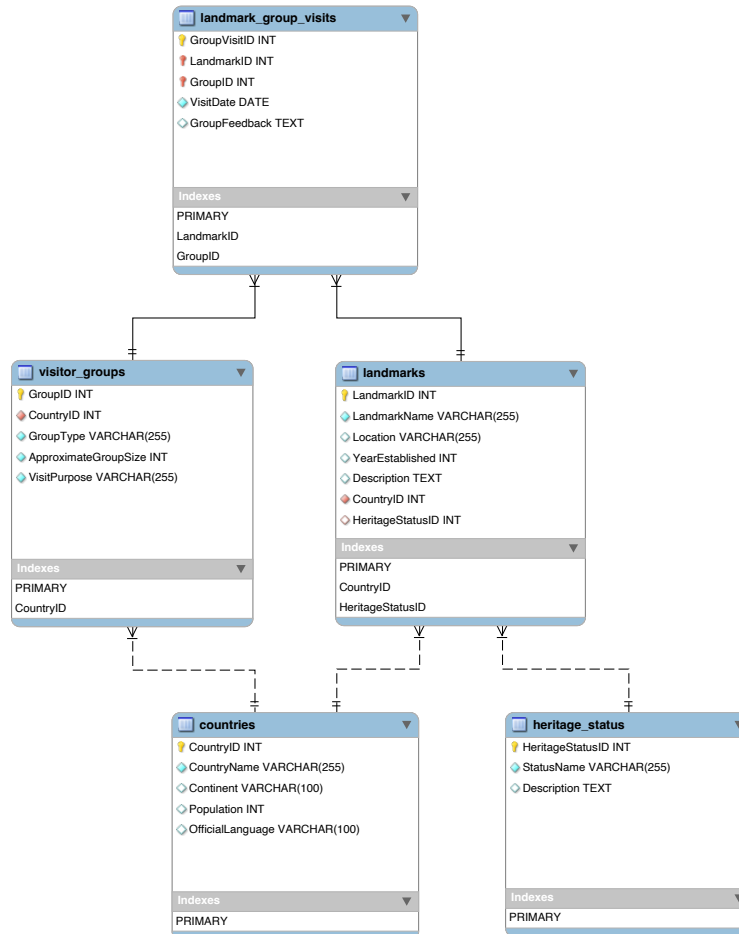 landmark_group_visits
GroupVisitID INT
LandmarkID INT
GroupID INT
VisitDate DATE
GroupFeedback TEXT
Indexes
PRIMARY
LandmarkID
GroupID
visitor_groups
GroupID INT
CountryID INT
GroupType VARCHAR(255)
ApproximateGroupSize INT
VisitPurpose VARCHAR(255)
Indexes
PRIMARY
CountryID
landmarks
LandmarkID INT
LandmarkName VARCHAR(255)
Location VARCHAR(255)
YearEstablished INT
Description TEXT
CountryID INT
HeritageStatusID INT
Indexes
PRIMARY
CountryID
HeritageStatusID
countries
CountryID INT
CountryName VARCHAR(255)
Continent VARCHAR(100)
Population INT
OfficialLanguage VARCHAR(100)
Indexes
PRIMARY
heritage_status
HeritageStatusID INT
StatusName VARCHAR(255)
Description TEXT
Indexes
PRIMARY